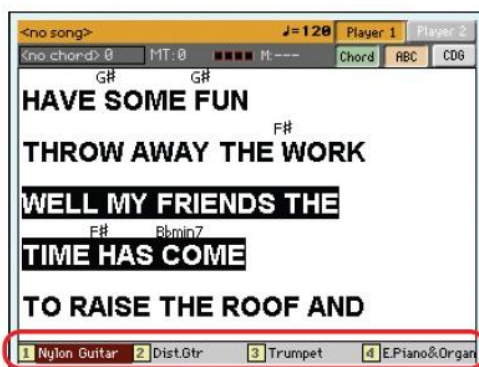 <no song> ♩=120 Player 1 Player 2
<no chord> 0 MT:0 M:--- Chord ABC CDG
G# G#
HAVE SOME FUN
F#
THROW AWAY THE WORK
WELL MY FRIENDS THE
F# Bbmin7
TIME HAS COME
TO RAISE THE ROOF AND
1 Nylon Guitar 2 Dist.Gtr 3 Trumpet 4 E.Piano&Organ